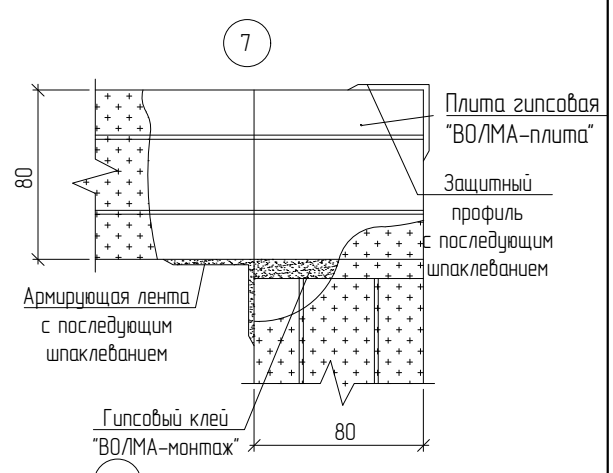 7
Плита гипсовая
"ВОЛМА-плита"
80
Защитный
профиль
с последующим
шпаклеванием
Армирующая лента
с последующим
шпаклеванием
Гипсовый клей
"ВОЛМА-монтаж"
80